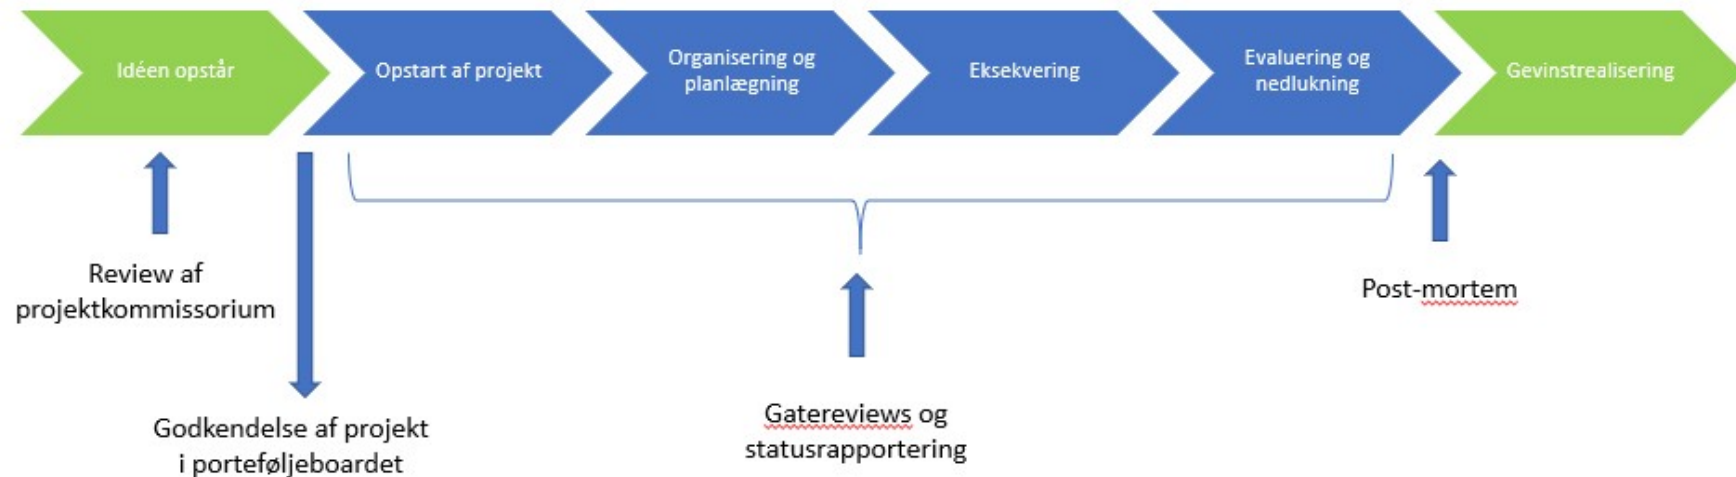 Idéen opstår
Opstart af projekt
Organisering og
planlægning
Eksekvering
Evaluering og
nedlukning
Gevinstrealisering
Review af
projektkommissorium
Godkendelse af projekt
i porteføljeboardet
Gatereviews og
statusrapportering
Post-mortem